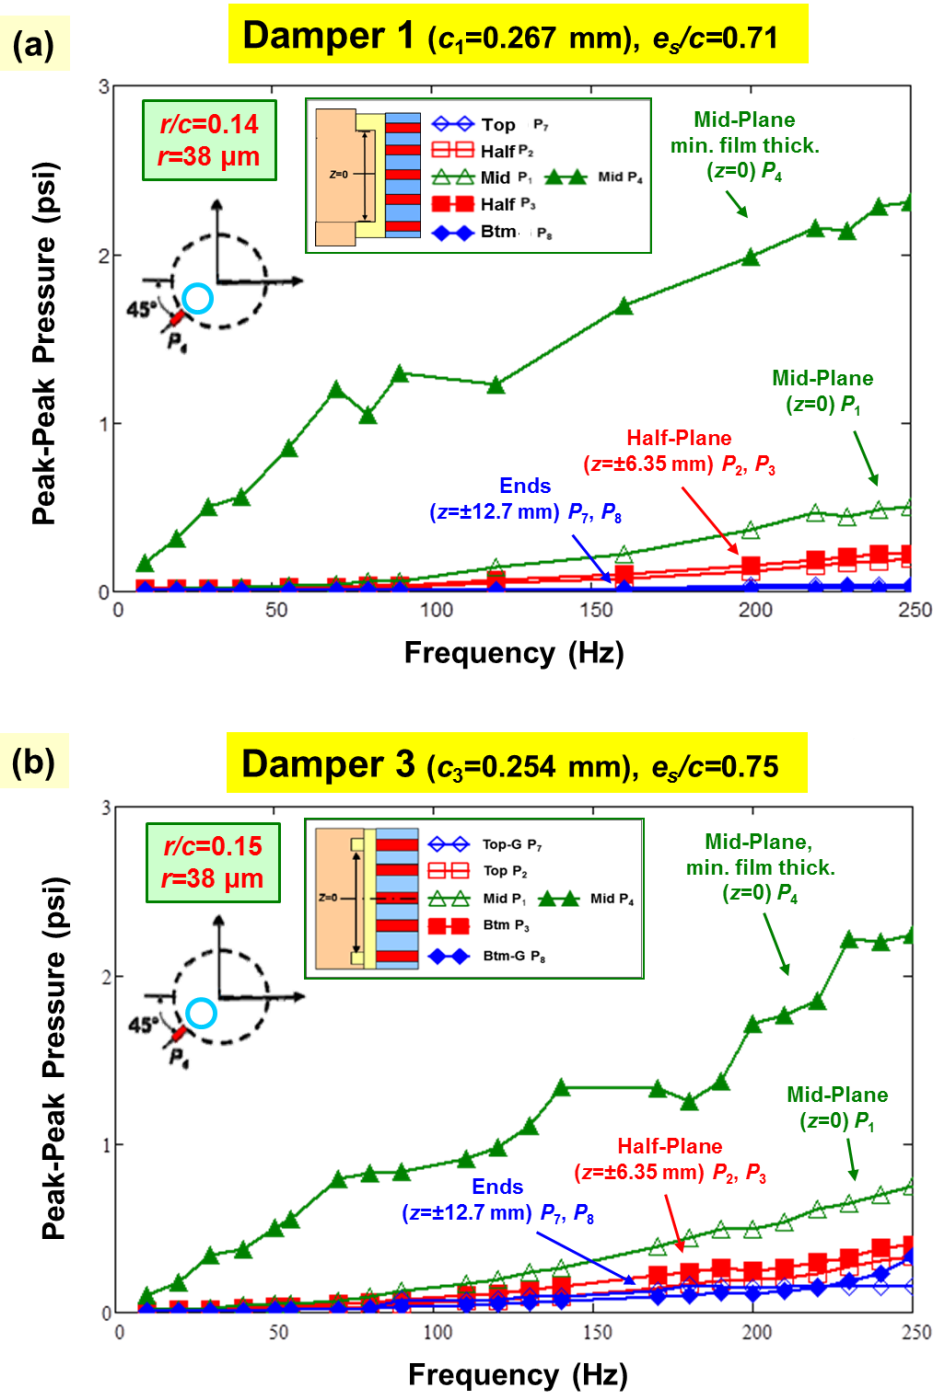 (a)
Damper 1 (c₁=0.267 mm), eₛ/c=0.71
3
2
1
0
Peak-Peak Pressure (psi)
r/c=0.14
r=38 µm
45°
P₄
Z=0
Top P₇
Half P₂
Mid P₁ Mid P₄
Half P₃
Btm P₈
Mid-Plane
min. film thick.
(z=0) P₄
Mid-Plane
(z=0) P₁
Half-Plane
(z=±6.35 mm) P₂, P₃
Ends
(z=±12.7 mm) P₇, P₈
0 50 100 150 200 250
Frequency (Hz)
(b)
Damper 3 (c₃=0.254 mm), eₛ/c=0.75
3
2
1
0
Peak-Peak Pressure (psi)
r/c=0.15
r=38 µm
45°
P₄
Z=0
Top-G P₇
Top P₂
Mid P₁ Mid P₄
Btm P₃
Btm-G P₈
Mid-Plane,
min. film thick.
(z=0) P₄
Mid-Plane
(z=0) P₁
Half-Plane
(z=±6.35 mm) P₂, P₃
Ends
(z=±12.7 mm) P₇, P₈
0 50 100 150 200 250
Frequency (Hz)